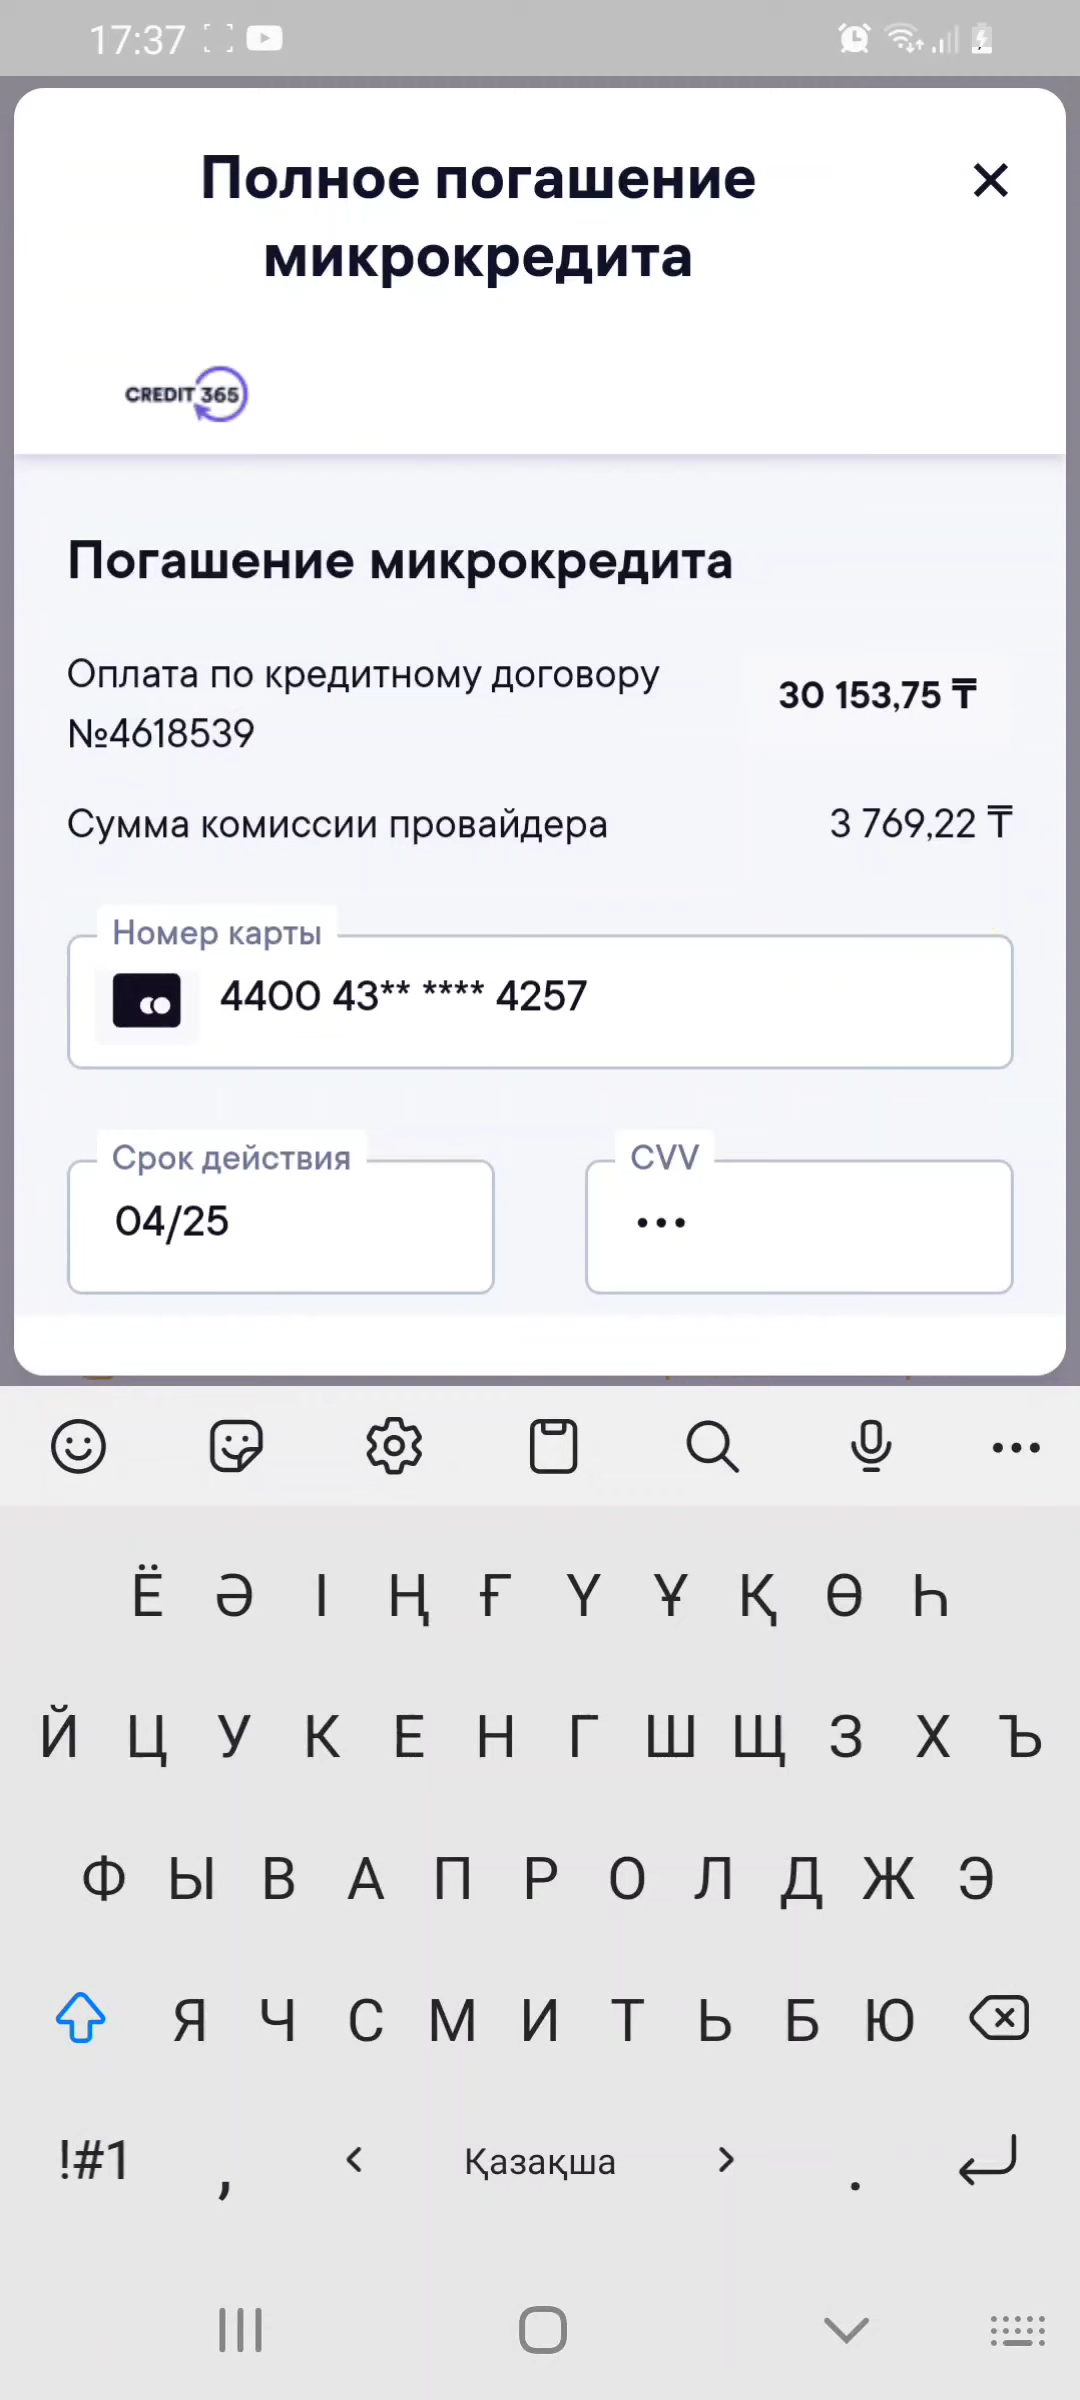 17:37
Полное погашение
микрокредита
CREDIT 365
Погашение микрокредита
Оплата по кредитному договору
№4618539
30 153,75 ₸
Сумма комиссии провайдера
3 769,22 ₸
Номер карты
4400 43** **** 4257
Срок действия
04/25
CVV
•••
Ё Ә І Ң Ғ Ү Ұ Қ Ө Һ
Й Ц У К Е Н Г Ш Щ З Х Ъ
Ф Ы В А П Р О Л Д Ж Э
Я Ч С М И Т Ь Б Ю
!#1 , < Қазақша > .